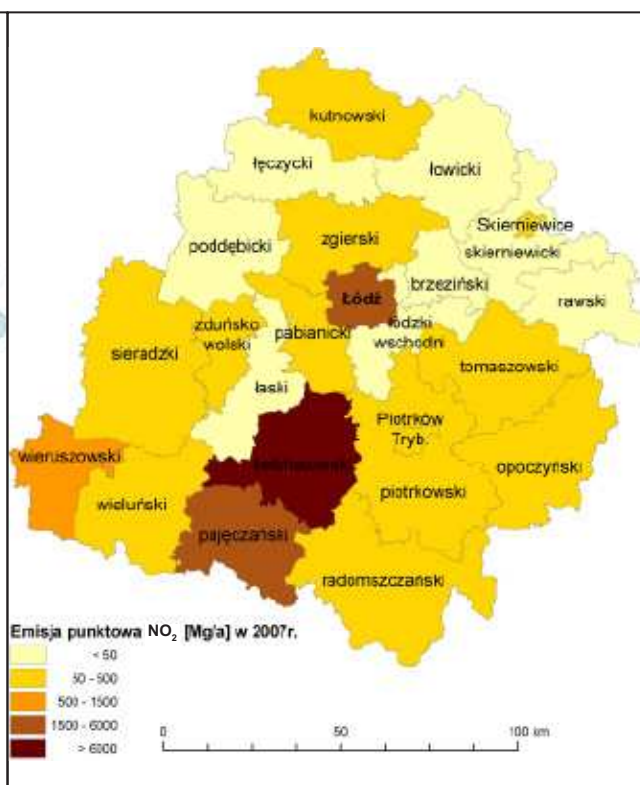 kutnowski
łęczycki
łowicki
Skierniewice
zgierski
poddębicki
skierniewicki
brzeziński
Łódź
rawski
zduńsko
wolski
pabianicki
łódzki
wschodni
sieradzki
tomaszowski
łaski
Piotrków
Tryb.
wieruszowski
opoczyński
wieluński
piotrkowski
pajęczański
radomszczański
Emisja punktowa NO₂ [Mg/a] w 2007r.
< 50
50 - 500
500 - 1500
1500 - 6000
> 6000
0 50 100 km